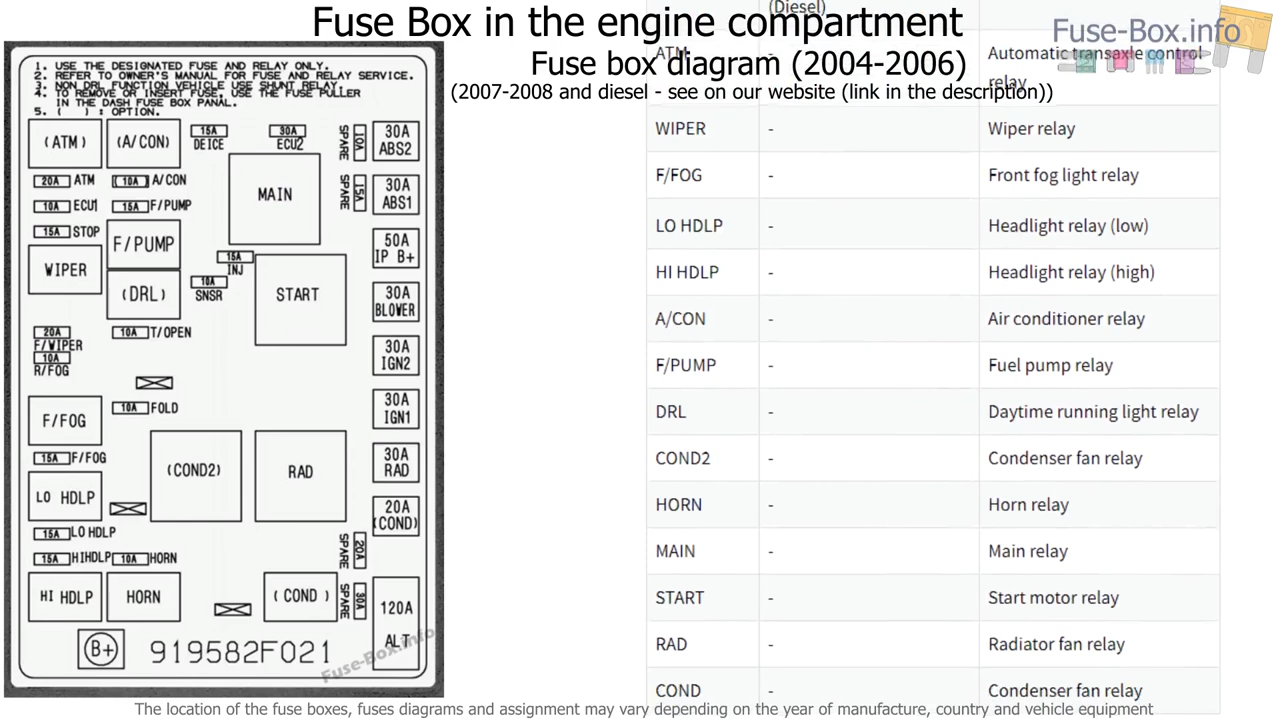 Fuse Box in the engine compartment
Fuse box diagram (2004-2006)
(2007-2008 and diesel - see on our website (link in the description))
Fuse-Box.info
1. USE THE DESIGNATED FUSE AND RELAY ONLY.
2. REFER TO OWNER'S MANUAL FOR FUSE AND RELAY SERVICE.
3. NON DRL FUNCTION VEHICLE USE SHUNT RELAY.
4. TO REMOVE OR INSERT FUSE, USE THE FUSE PULLER
IN THE DASH FUSE BOX PANAL.
5. (    ) : OPTION.
(ATM)
(A/CON)
15A
DEICE
30A
ECU2
SPARE 10A
30A
ABS2
20A ATM
10A A/CON
MAIN
SPARE 15A
30A
ABS1
10A ECU1
15A F/PUMP
15A STOP
F/PUMP
50A
IP B+
WIPER
15A
INJ
(DRL)
10A
SNSR
START
30A
BLOWER
20A
F/WIPER
10A T/OPEN
10A
R/FOG
30A
IGN2
10A FOLD
30A
IGN1
F/FOG
15A F/FOG
(COND2)
RAD
30A
RAD
LO HDLP
20A
(COND)
15A LO HDLP
SPARE 20A
15A HIHDLP
10A HORN
HI HDLP
HORN
( COND )
SPARE 30A
120A
ALT
B+
919582F021
Fuse-Box.info
(Diesel)
ATM - Automatic transaxle control
relay
WIPER - Wiper relay
F/FOG - Front fog light relay
LO HDLP - Headlight relay (low)
HI HDLP - Headlight relay (high)
A/CON - Air conditioner relay
F/PUMP - Fuel pump relay
DRL - Daytime running light relay
COND2 - Condenser fan relay
HORN - Horn relay
MAIN - Main relay
START - Start motor relay
RAD - Radiator fan relay
COND - Condenser fan relay
The location of the fuse boxes, fuses diagrams and assignment may vary depending on the year of manufacture, country and vehicle equipment